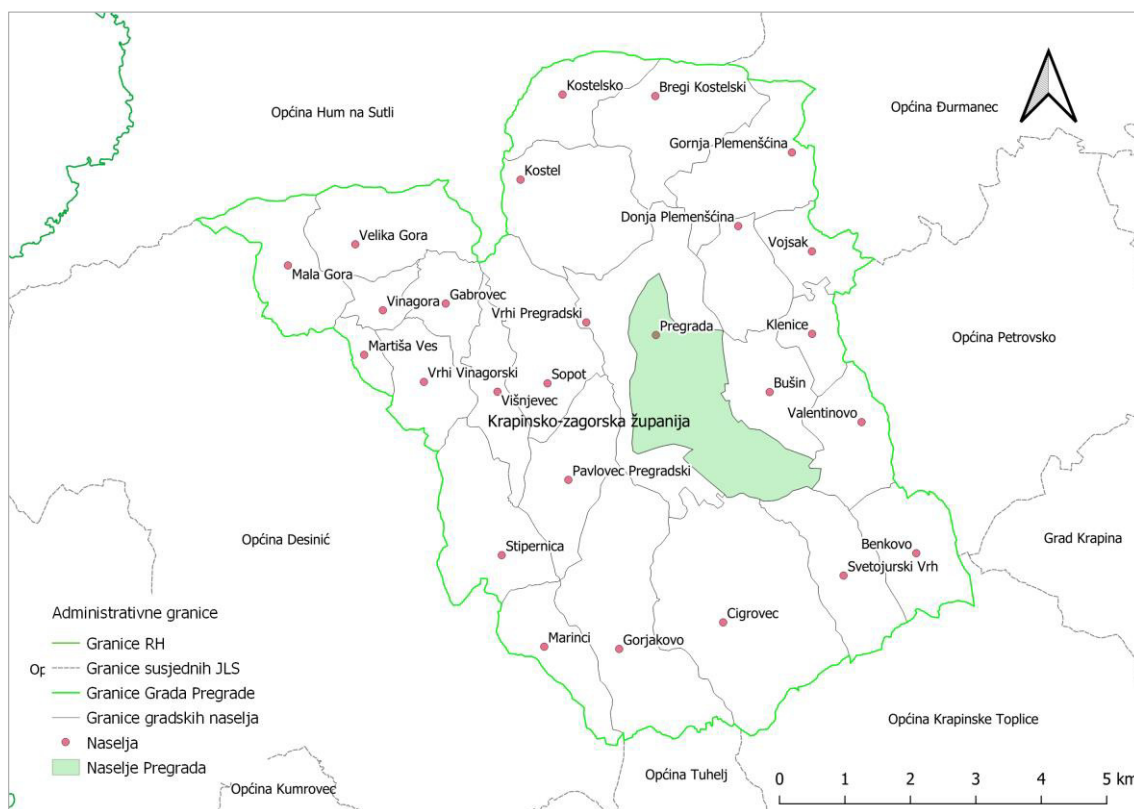 Kostelsko
Bregi Kostelski
Općina Hum na Sutli
Općina Đurmanec
Gornja Plemenšćina
Kostel
Donja Plemenšćina
Velika Gora
Vojsak
Mala Gora
Vinagora
Gabrovec
Vrhi Pregradski
Pregrada
Klenice
Općina Petrovsko
Martiša Ves
Vrhi Vinagorski
Sopot
Bušin
Višnjevec
Valentinovo
Krapinsko-zagorska županija
Pavlovec Pregradski
Općina Desinić
Stipernica
Benkovo
Grad Krapina
Svetojurski Vrh
Cigrovec
Marinci
Gorjakovo
Općina Krapinske Toplice
Općina Tuhelj
Općina Kumrovec
Administrativne granice
Granice RH
Op
Granice susjednih JLS
Granice Grada Pregrade
Granice gradskih naselja
Naselja
Naselje Pregrada
0 1 2 3 4 5 km